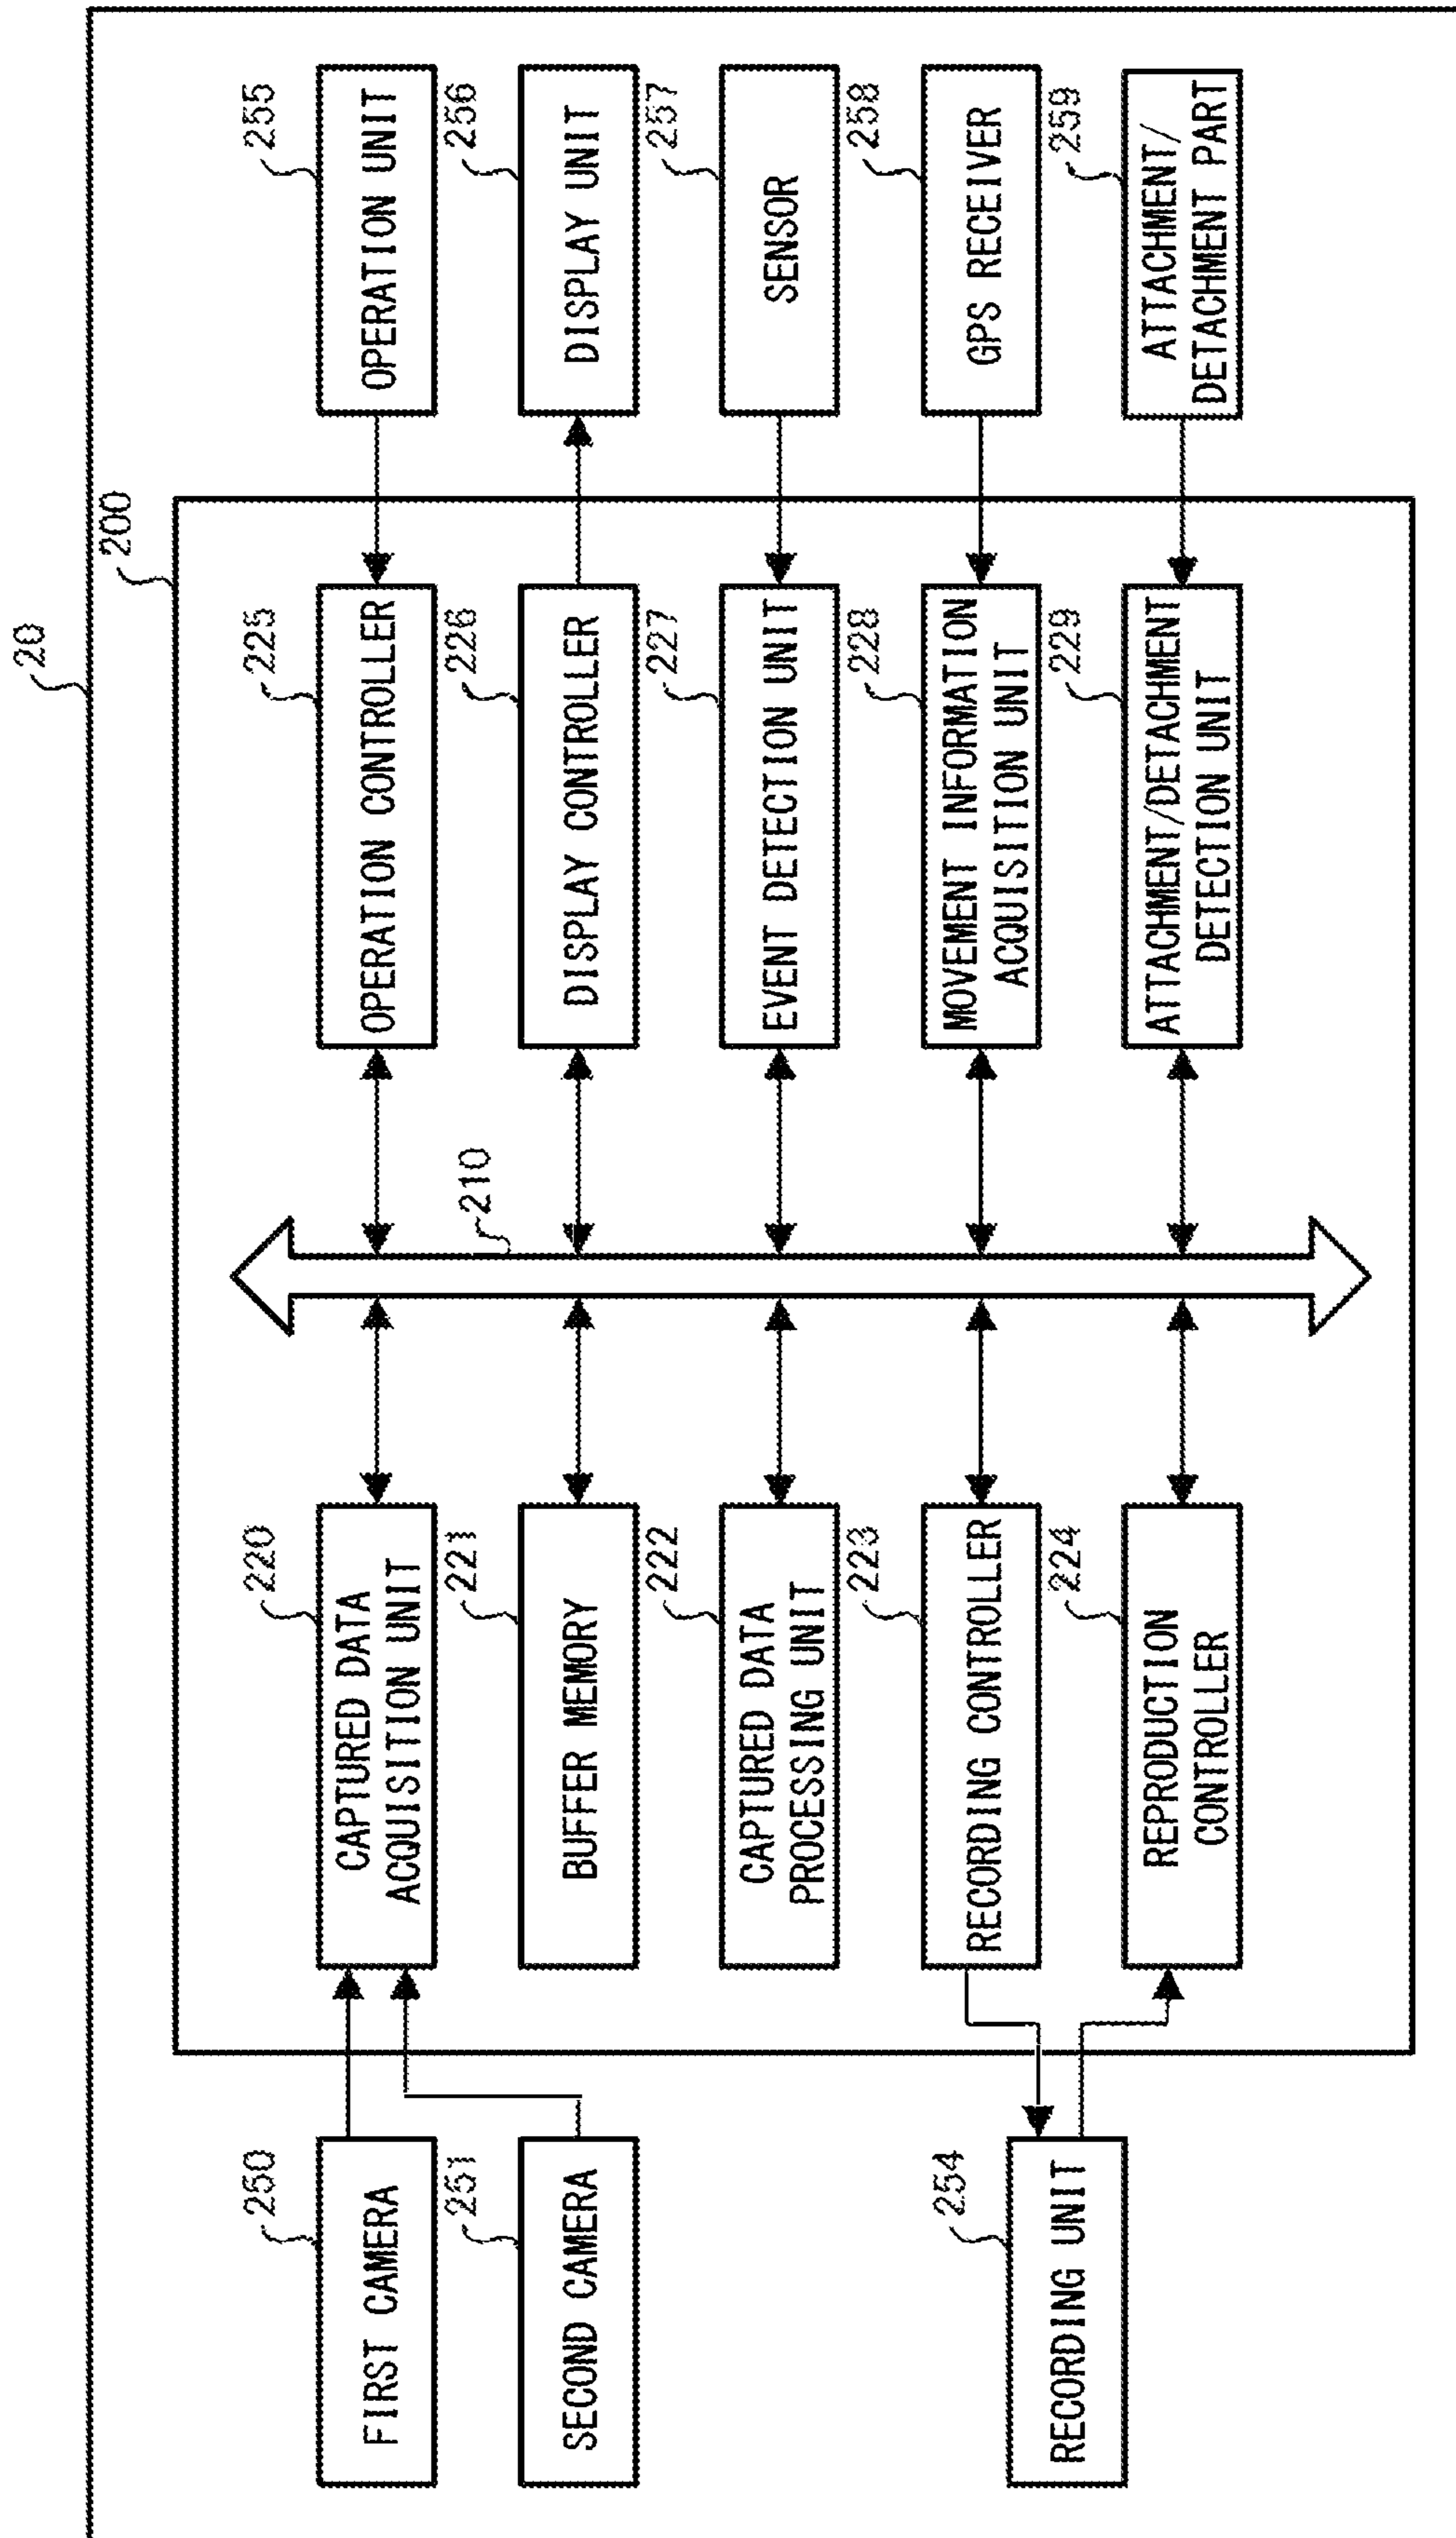 20
200
250
FIRST CAMERA
251
SECOND CAMERA
254
RECORDING UNIT
220
CAPTURED DATA
ACQUISITION UNIT
221
BUFFER MEMORY
222
CAPTURED DATA
PROCESSING UNIT
223
RECORDING CONTROLLER
224
REPRODUCTION
CONTROLLER
210
225
OPERATION CONTROLLER
226
DISPLAY CONTROLLER
227
EVENT DETECTION UNIT
228
MOVEMENT INFORMATION
ACQUISITION UNIT
229
ATTACHMENT/DETACHMENT
DETECTION UNIT
255
OPERATION UNIT
256
DISPLAY UNIT
257
SENSOR
258
GPS RECEIVER
259
ATTACHMENT/
DETACHMENT PART